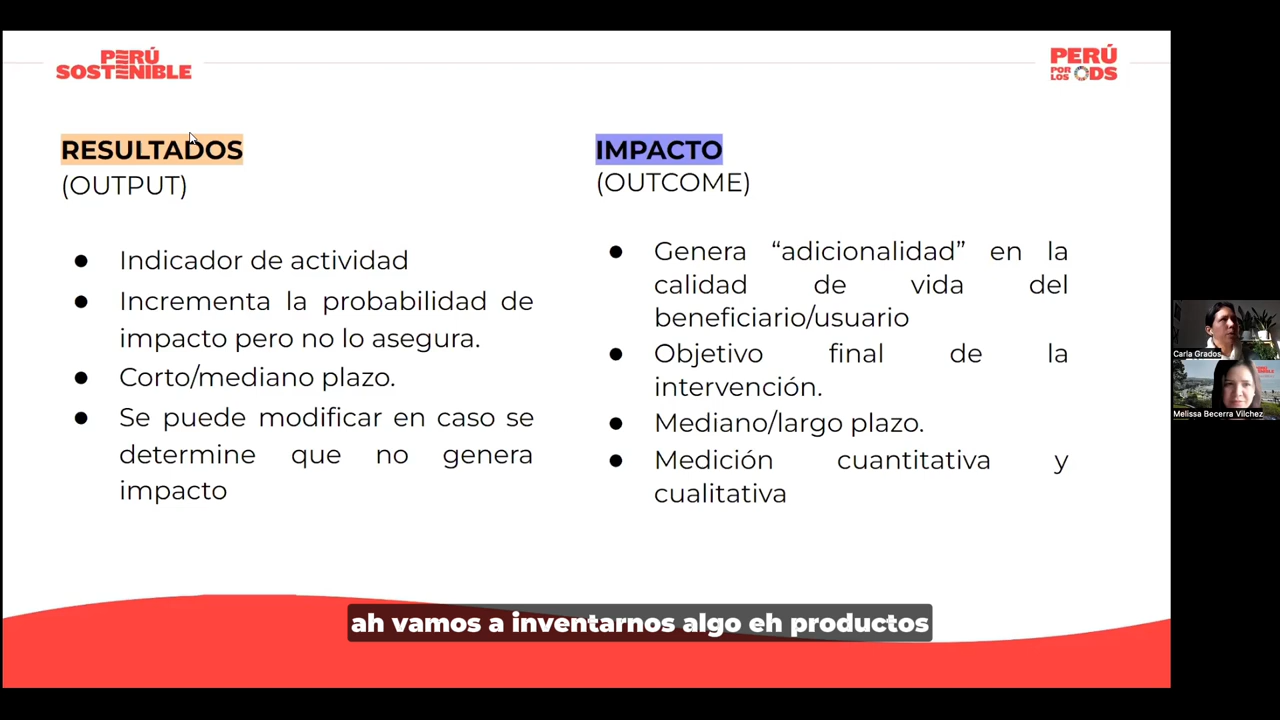 PERÚ
SOSTENIBLE
PERÚ
POR
LOS ODS
RESULTADOS
(OUTPUT)
● Indicador de actividad
● Incrementa la probabilidad de
impacto pero no lo asegura.
● Corto/mediano plazo.
● Se puede modificar en caso se
determine que no genera
impacto
IMPACTO
(OUTCOME)
● Genera “adicionalidad” en la
calidad de vida del
beneficiario/usuario
● Objetivo final de la
intervención.
● Mediano/largo plazo.
● Medición cuantitativa y
cualitativa
Carla Grados
Melissa Becerra Vilchez
ah vamos a inventarnos algo eh productos